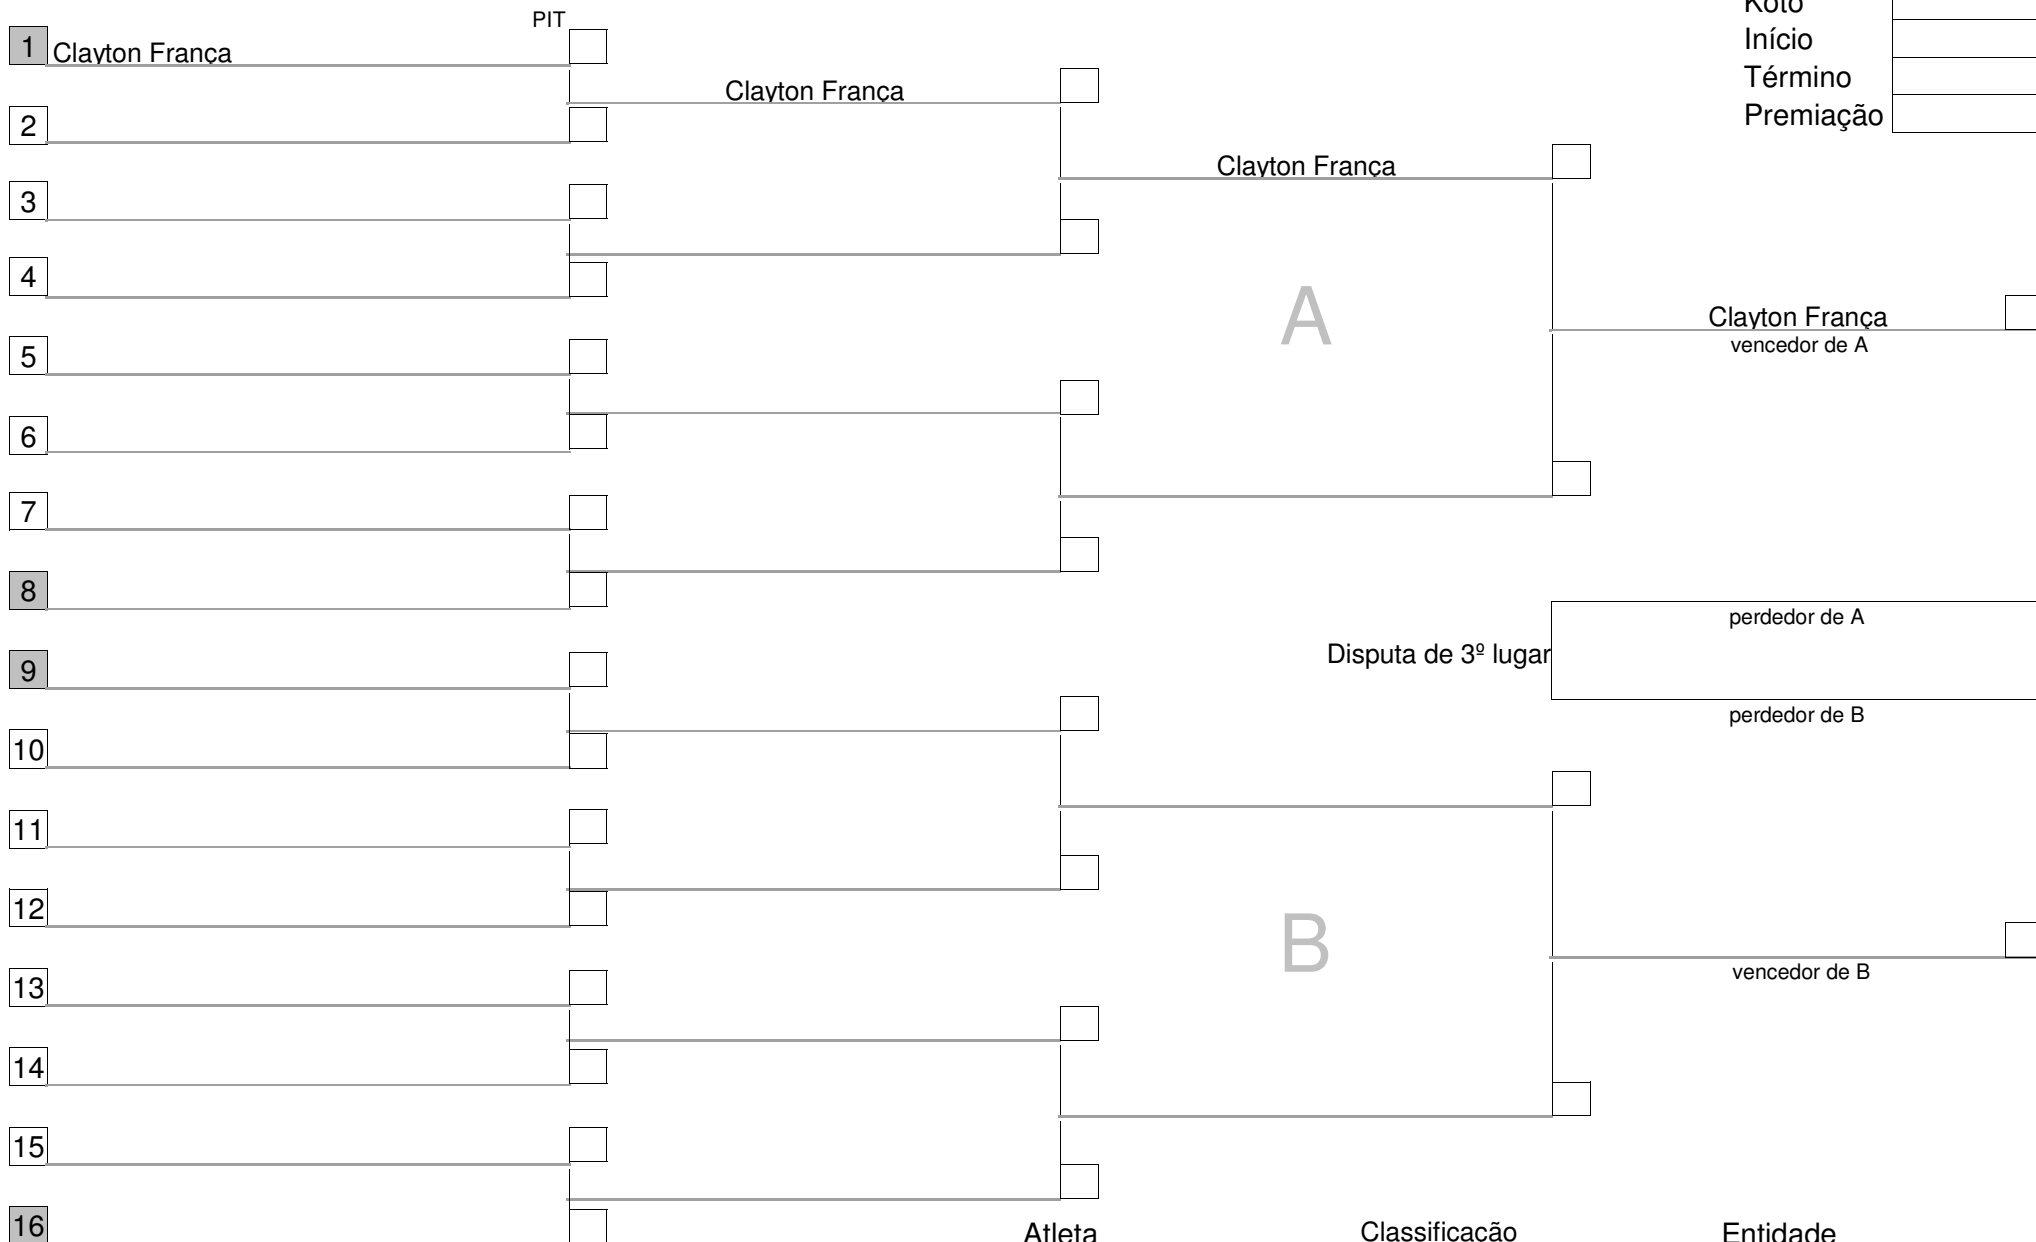 PIT
Koto
1 Clayton França
Início
Clayton França
Término
2
Premiação
Clayton França
3
4
Clayton França
A
vencedor de A
5
6
7
8
perdedor de A
Disputa de 3º lugar
9
perdedor de B
10
11
12
B
vencedor de B
13
14
15
16
Atleta Classificação Entidade